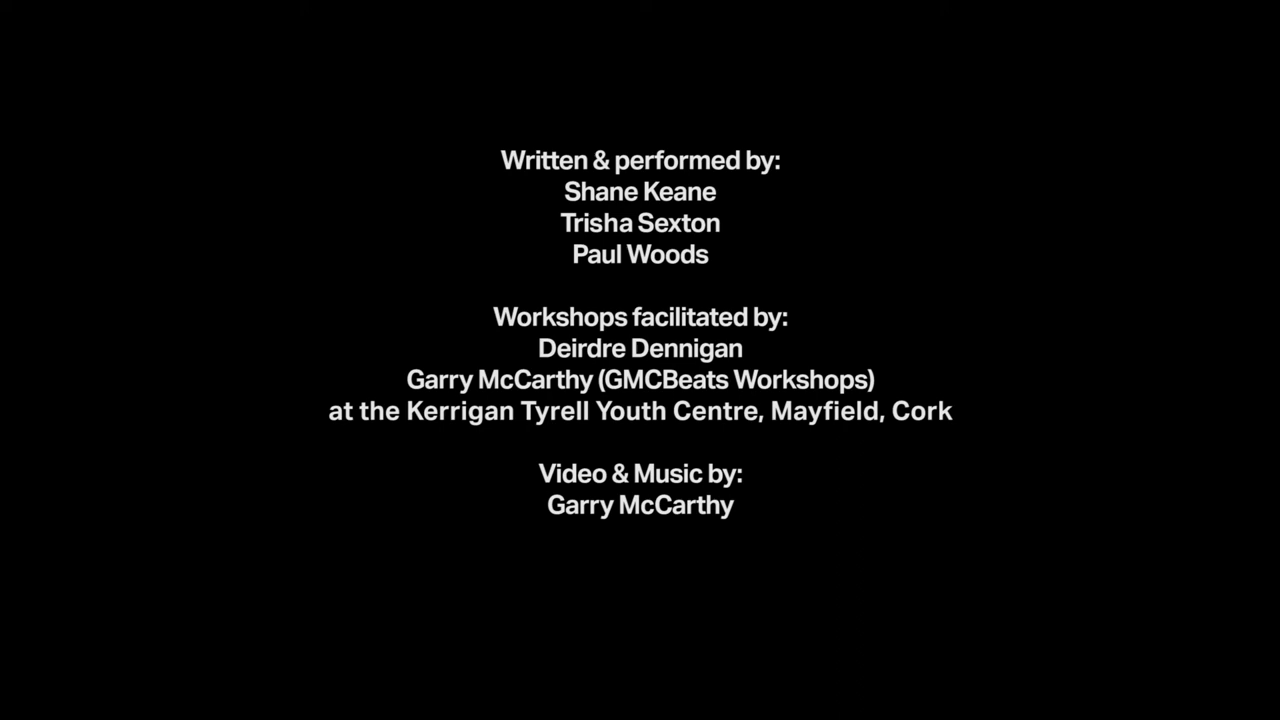 Written & performed by:
Shane Keane
Trisha Sexton
Paul Woods
Workshops facilitated by:
Deirdre Dennigan
Garry McCarthy (GMCBeats Workshops)
at the Kerrigan Tyrell Youth Centre, Mayfield, Cork
Video & Music by:
Garry McCarthy